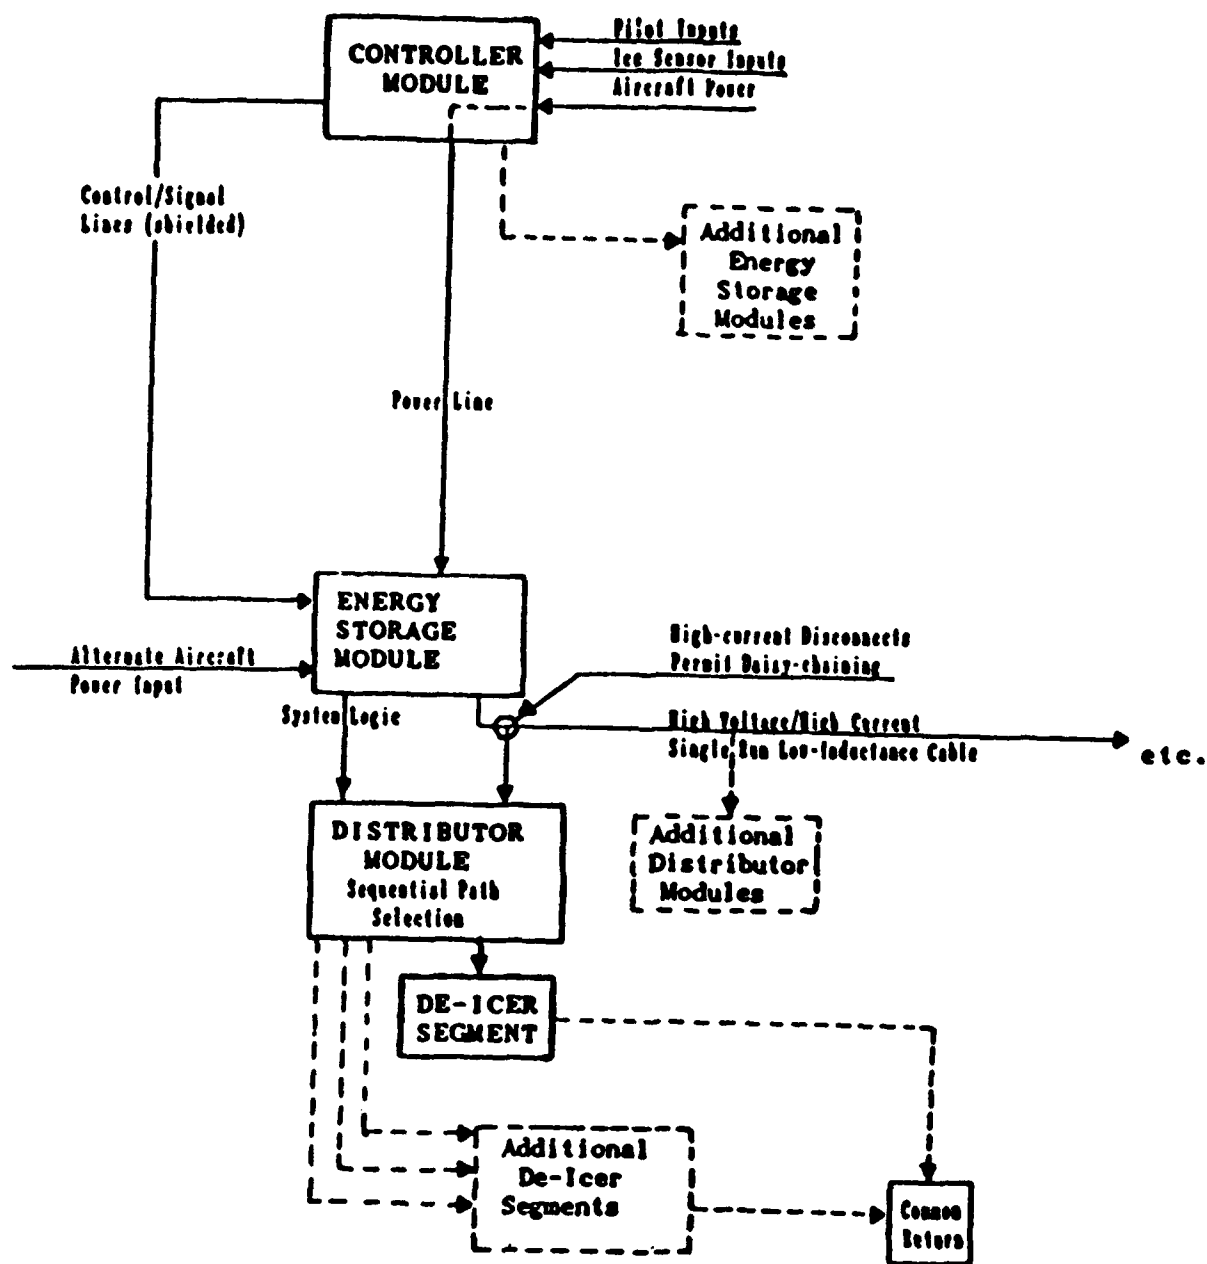 CONTROLLER
MODULE
Pilot Inputs
Ice Sensor Inputs
Aircraft Power
Control/Signal
Lines (shielded)
Additional
Energy
Storage
Modules
Power Line
ENERGY
STORAGE
MODULE
Alternate Aircraft
Power Input
High-current Disconnects
Permit Daisy-chaining
System Logic
High Voltage/High Current
Single Run Low-Inductance Cable
etc.
DISTRIBUTOR
MODULE
Sequential Path
Selection
Additional
Distributor
Modules
DE-ICER
SEGMENT
Additional
De-Icer
Segments
Common
Return